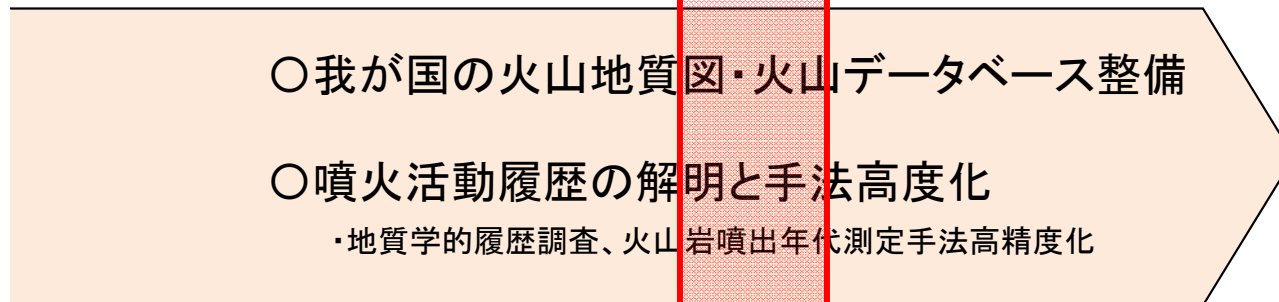 ○我が国の火山地質図・火山データベース整備
○噴火活動履歴の解明と手法高度化
・地質学的履歴調査、火山岩噴出年代測定手法高精度化